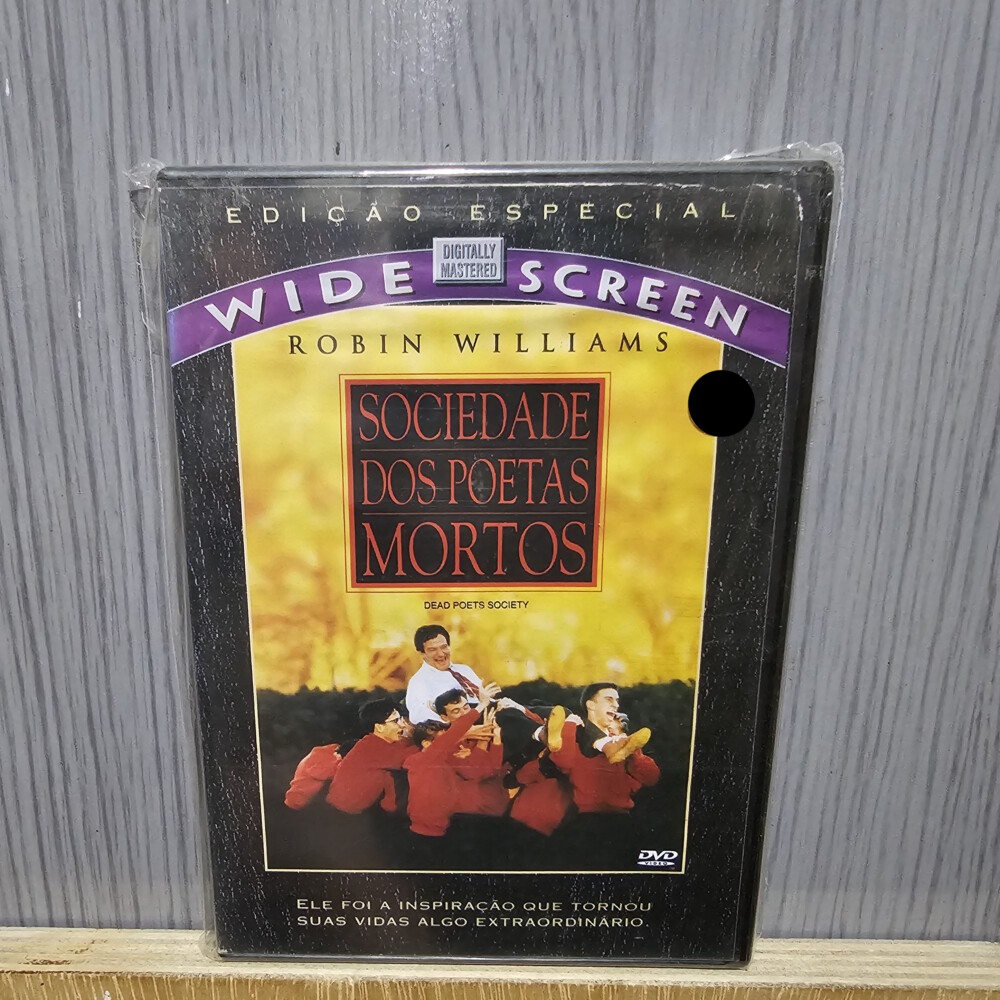 EDIÇÃO ESPECIAL
DIGITALLY
MASTERED
WIDE SCREEN
ROBIN WILLIAMS
SOCIEDADE
DOS POETAS
MORTOS
DEAD POETS SOCIETY
DVD
VIDEO
ELE FOI A INSPIRAÇÃO QUE TORNOU
SUAS VIDAS ALGO EXTRAORDINÁRIO.